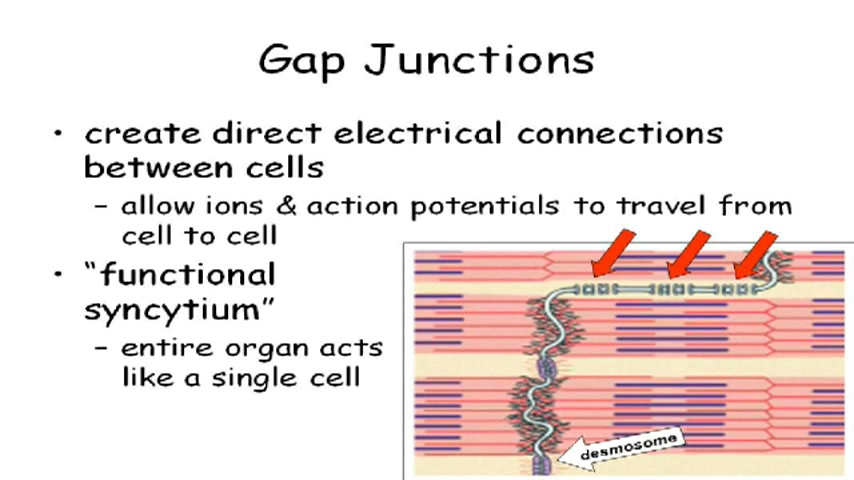 Gap Junctions
• create direct electrical connections
between cells
– allow ions & action potentials to travel from
cell to cell
• “functional
syncytium”
– entire organ acts
like a single cell
desmosome